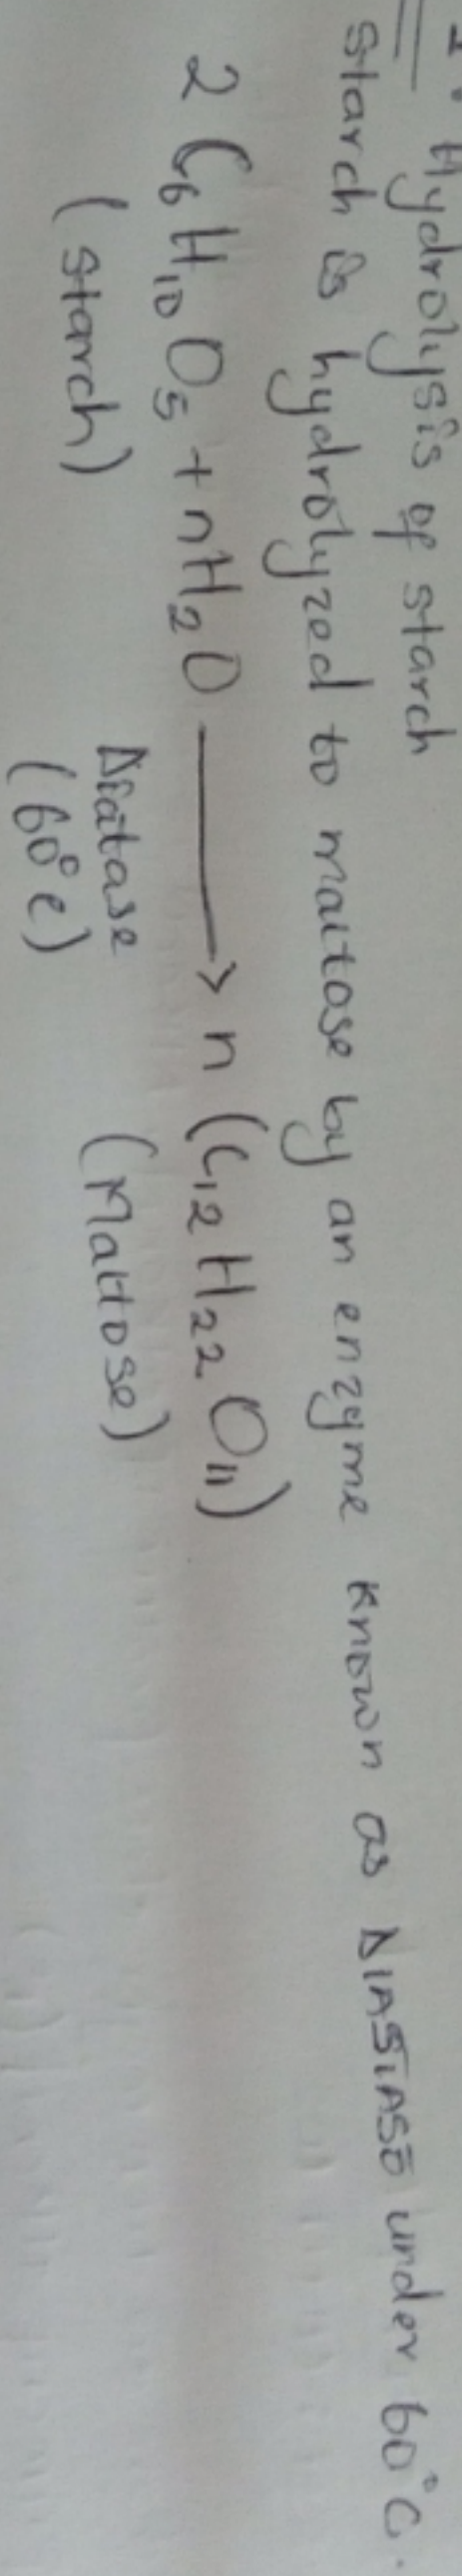 1. Hydrolysis of starch
starch is hydrolyzed to maltose by an enzyme known as DIASTASE under 60°C.
2 C₆H₁₀O₅ + nH₂O ⟶ n (C₁₂H₂₂O₁₁)
(starch) Diatase (Maltose)
(60°c)